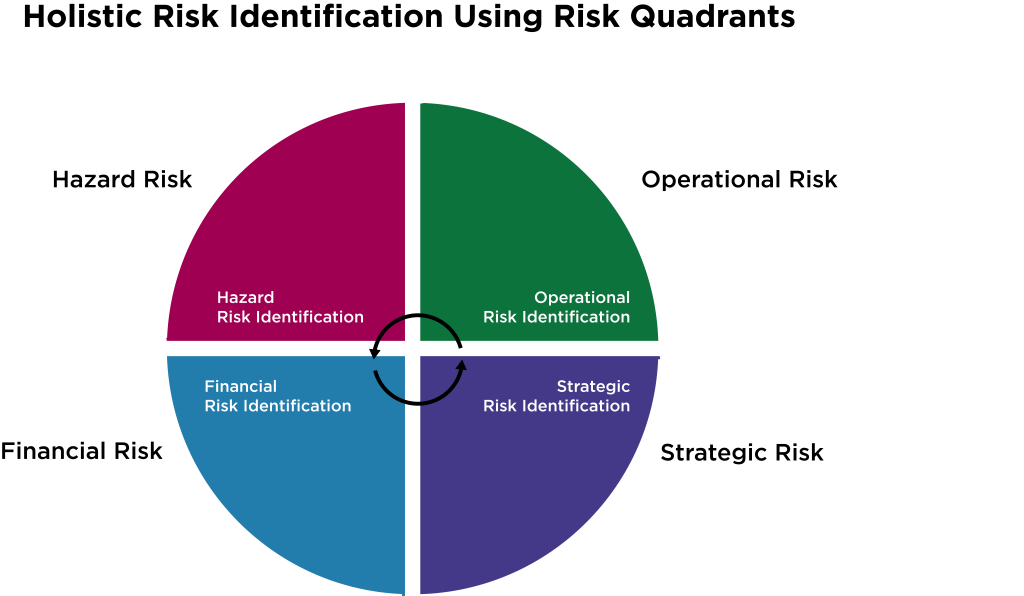 Holistic Risk Identification Using Risk Quadrants
Hazard Risk
Operational Risk
Hazard
Risk Identification
Operational
Risk Identification
Financial
Risk Identification
Strategic
Risk Identification
Financial Risk
Strategic Risk